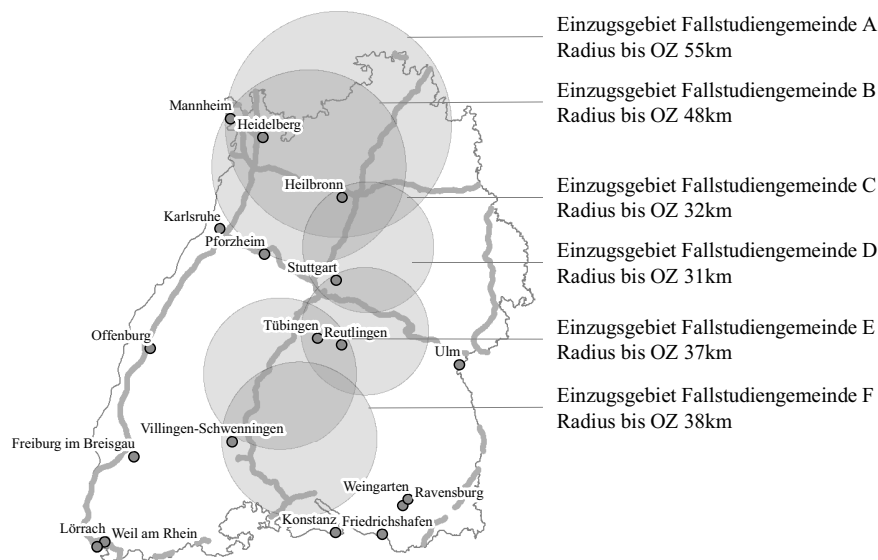 Einzugsgebiet Fallstudiengemeinde A
Radius bis OZ 55km
Einzugsgebiet Fallstudiengemeinde B
Radius bis OZ 48km
Einzugsgebiet Fallstudiengemeinde C
Radius bis OZ 32km
Einzugsgebiet Fallstudiengemeinde D
Radius bis OZ 31km
Einzugsgebiet Fallstudiengemeinde E
Radius bis OZ 37km
Einzugsgebiet Fallstudiengemeinde F
Radius bis OZ 38km
Mannheim
Heidelberg
Heilbronn
Karlsruhe
Pforzheim
Stuttgart
Tübingen
Reutlingen
Offenburg
Ulm
Villingen-Schwenningen
Freiburg im Breisgau
Weingarten
Ravensburg
Konstanz
Friedrichshafen
Lörrach
Weil am Rhein